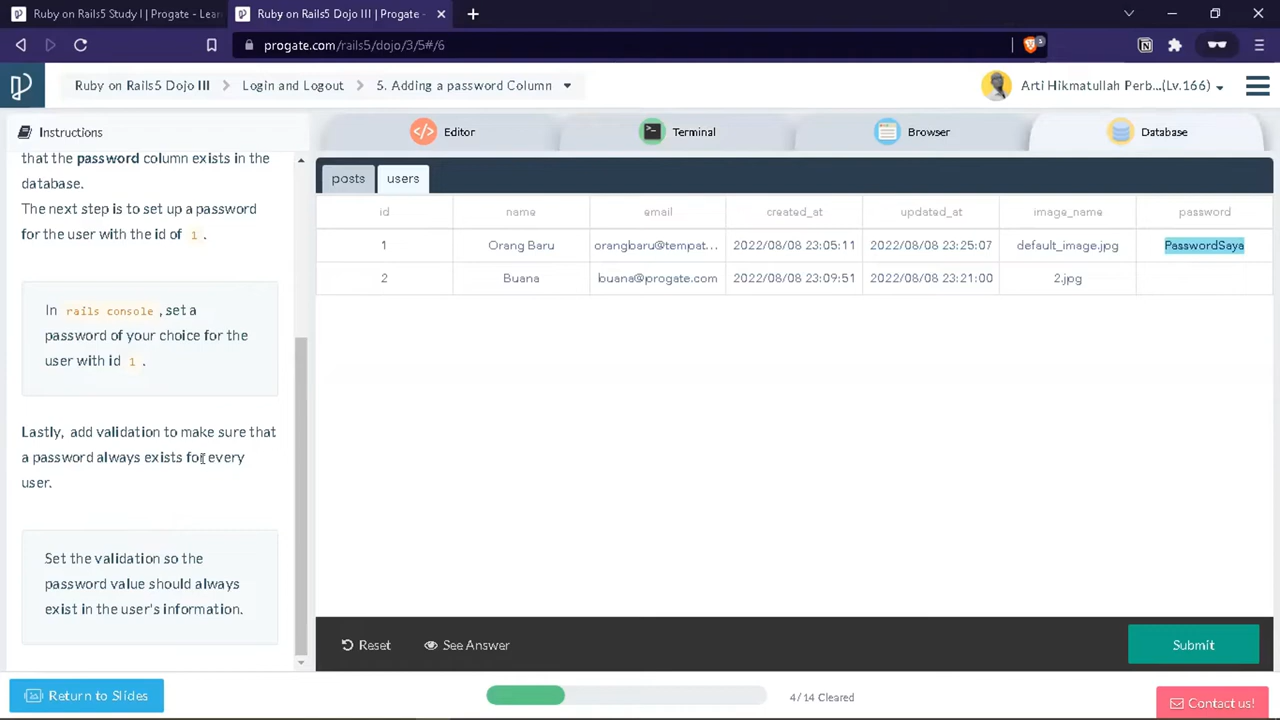 Ruby on Rails5 Study I | Progate - Lear
Ruby on Rails5 Dojo III | Progate -
progate.com/rails5/dojo/3/5#/6
Ruby on Rails5 Dojo III
Login and Logout
5. Adding a password Column
Arti Hikmatullah Perb...(Lv.166)
Instructions
Editor
Terminal
Browser
Database
that the password column exists in the
database.
The next step is to set up a password
for the user with the id of 1 .
In rails console ,set a
password of your choice for the
user with id 1 .
Lastly, add validation to make sure that
a password always exists for every
user.
Set the validation so the
password value should always
exist in the user's information.
posts users
id name email created_at updated_at image_name password
1 Orang Baru orangbaru@tempat... 2022/08/08 23:05:11 2022/08/08 23:25:07 default_image.jpg PasswordSaya
2 Buana buana@progate.com 2022/08/08 23:09:51 2022/08/08 23:21:00 2.jpg
Reset See Answer Submit
Return to Slides
4/14 Cleared
Contact us!